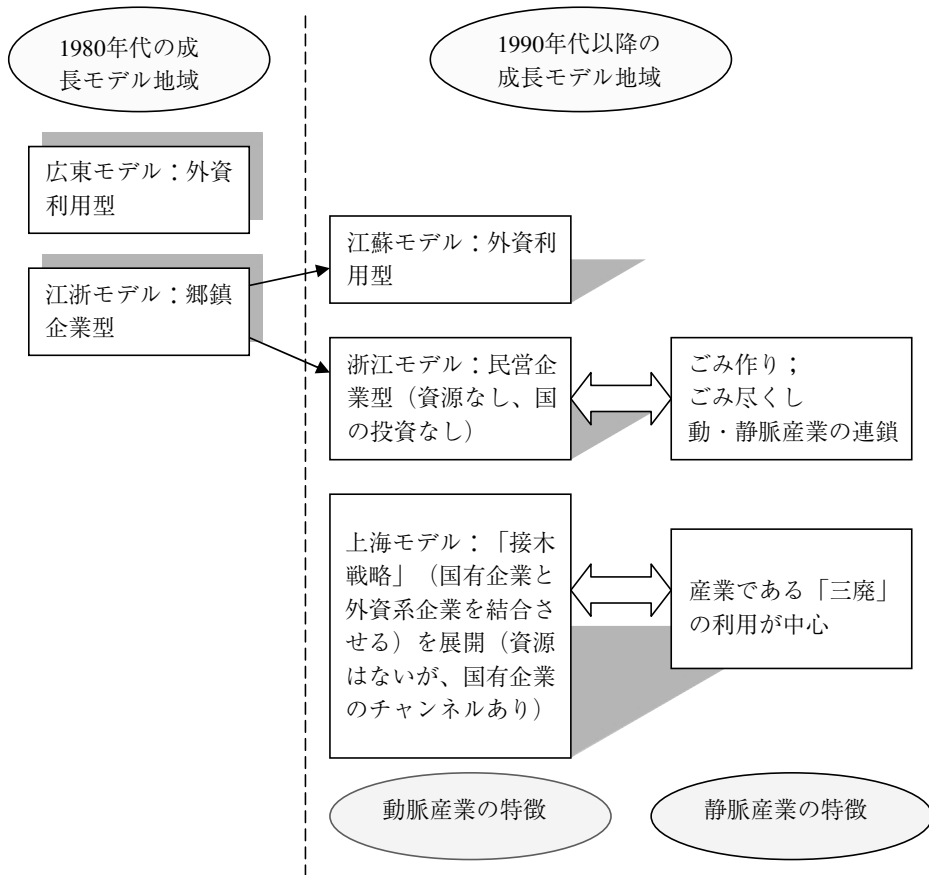 1980年代の成
長モデル地域
1990年代以降の
成長モデル地域
広東モデル：外資
利用型
江浙モデル：郷鎮
企業型
江蘇モデル：外資利
用型
浙江モデル：民営企
業型（資源なし、国
の投資なし）
ごみ作り；
ごみ尽くし
動・静脈産業の連鎖
上海モデル：「接木
戦略」（国有企業と
外資系企業を結合さ
せる）を展開（資源
はないが、国有企業
のチャンネルあり）
産業である「三廃」
の利用が中心
動脈産業の特徴
静脈産業の特徴